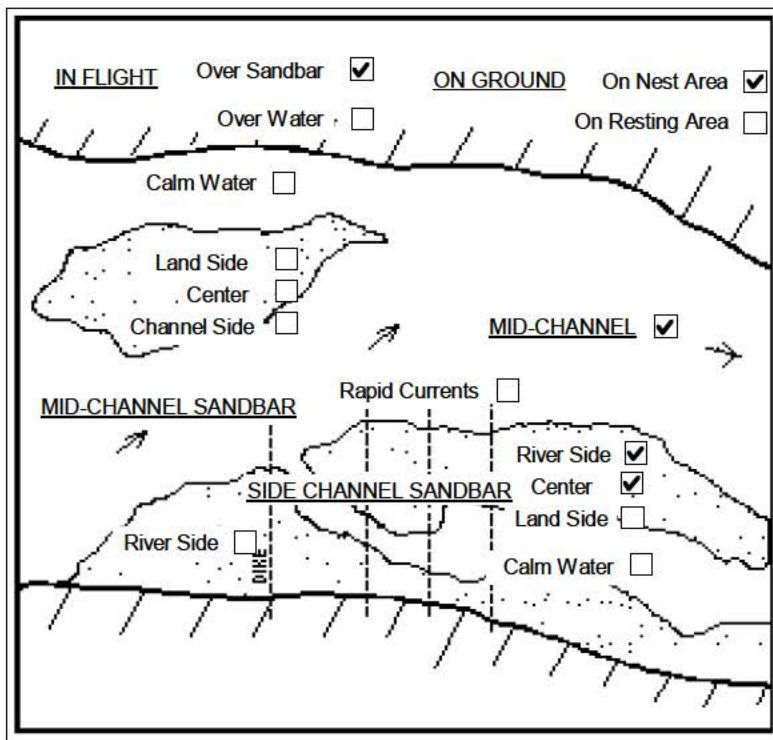 IN FLIGHT Over Sandbar ON GROUND On Nest Area
Over Water On Resting Area
Calm Water
Land Side
Center
Channel Side
MID-CHANNEL
Rapid Currents
MID-CHANNEL SANDBAR
River Side
SIDE CHANNEL SANDBAR Center
Land Side
River Side
DIKE
Calm Water